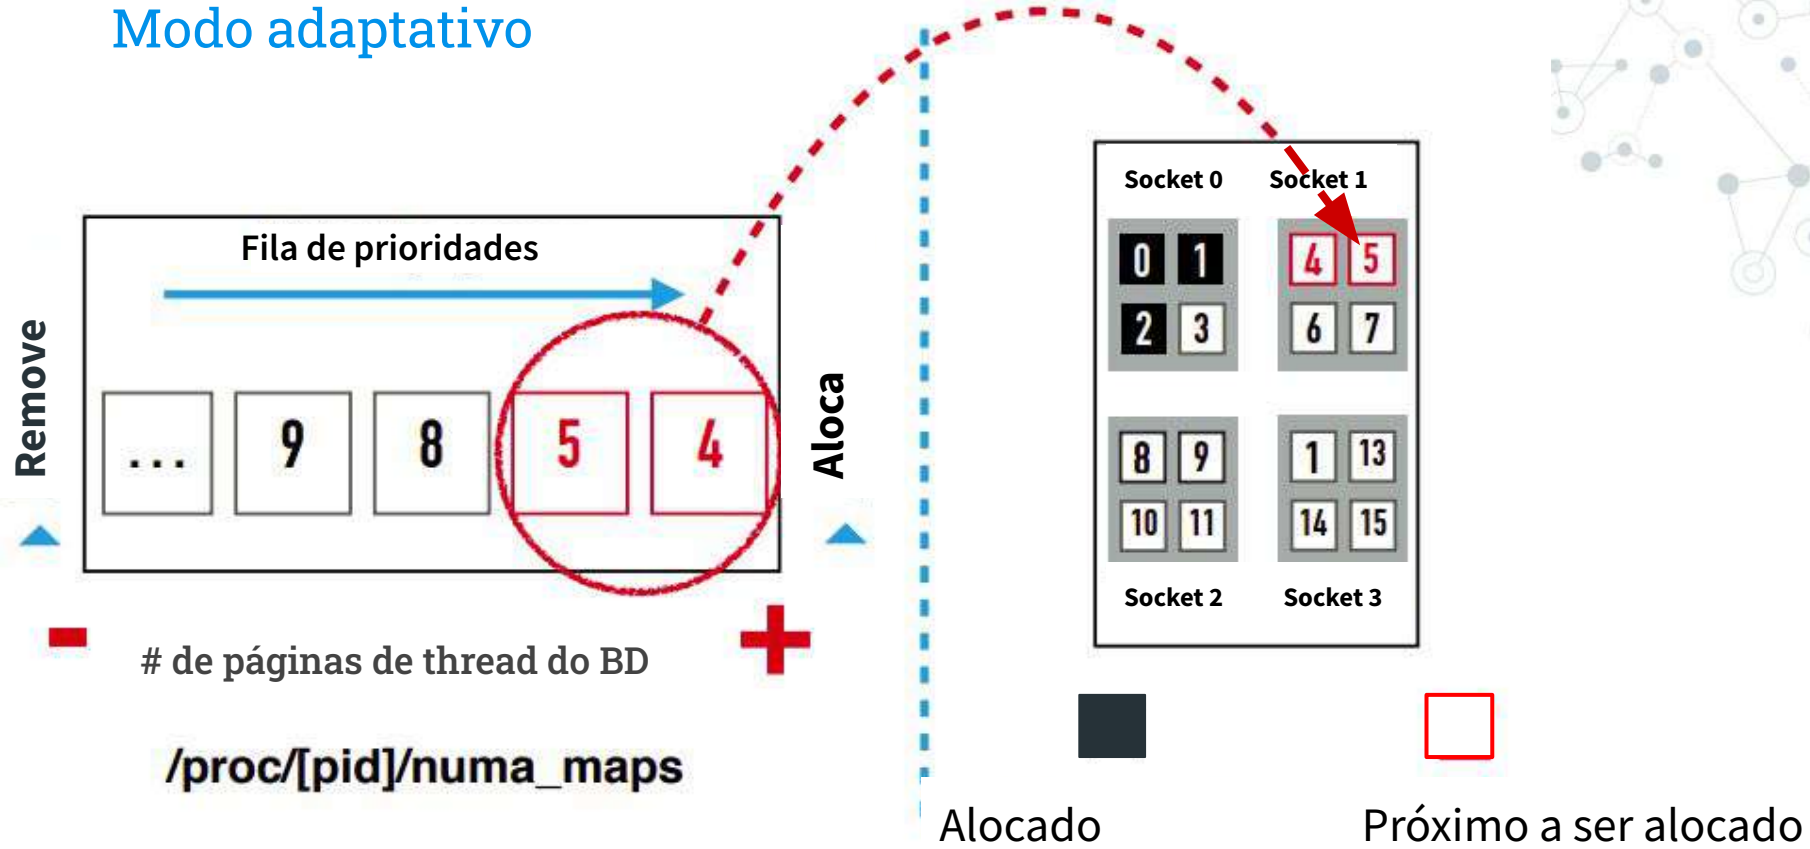 Modo adaptativo
Fila de prioridades
Remove
... 9 8 5 4
Aloca
- +
# de páginas de thread do BD
/proc/[pid]/numa_maps
Socket 0 Socket 1
0 1 4 5
2 3 6 7
8 9 1 13
10 11 14 15
Socket 2 Socket 3
Alocado Próximo a ser alocado